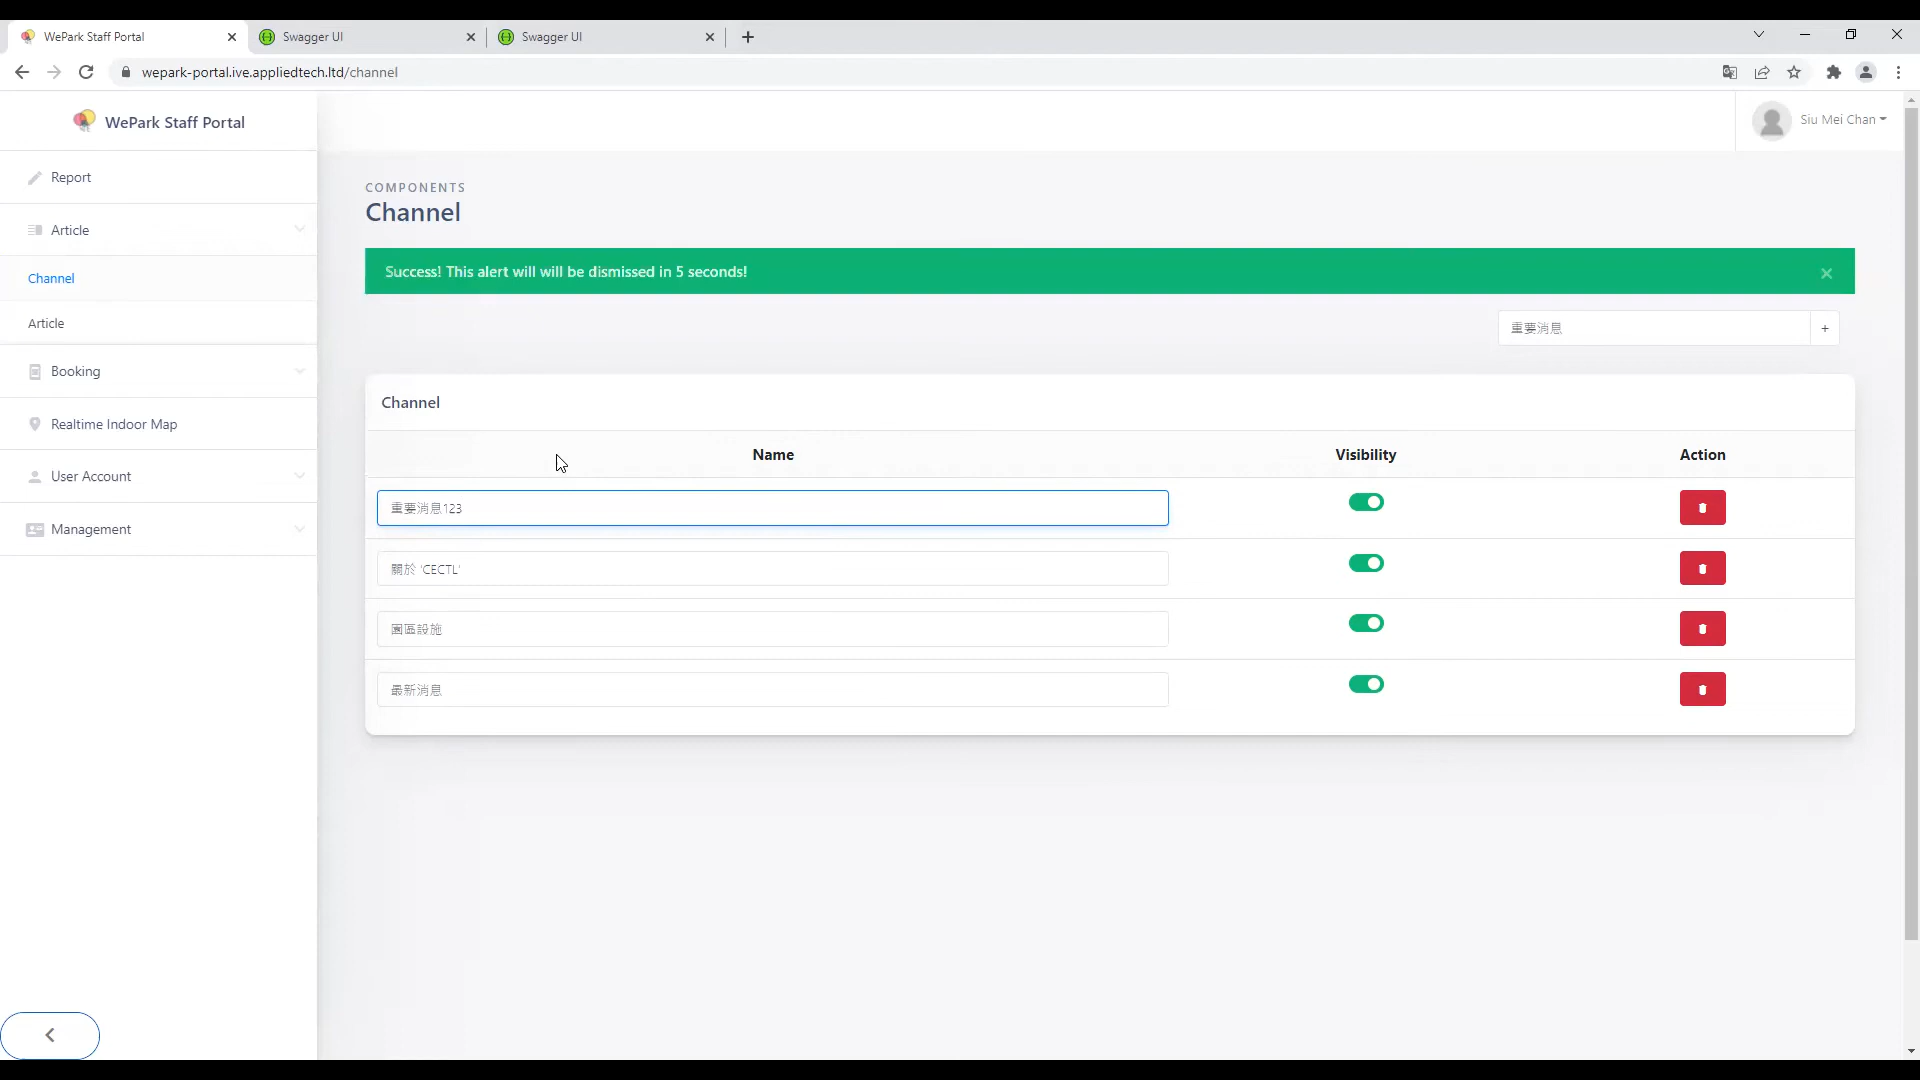 WePark Staff Portal
Swagger UI
Swagger UI
wepark-portal.ive.appliedtech.ltd/channel
WePark Staff Portal
Siu Mei Chan
Report
Article
Channel
Article
Booking
Realtime Indoor Map
User Account
Management
COMPONENTS
Channel
Success! This alert will will be dismissed in 5 seconds!
重要消息
+
Channel
Name Visibility Action
重要消息123
關於 'CECTL'
園區設施
最新消息